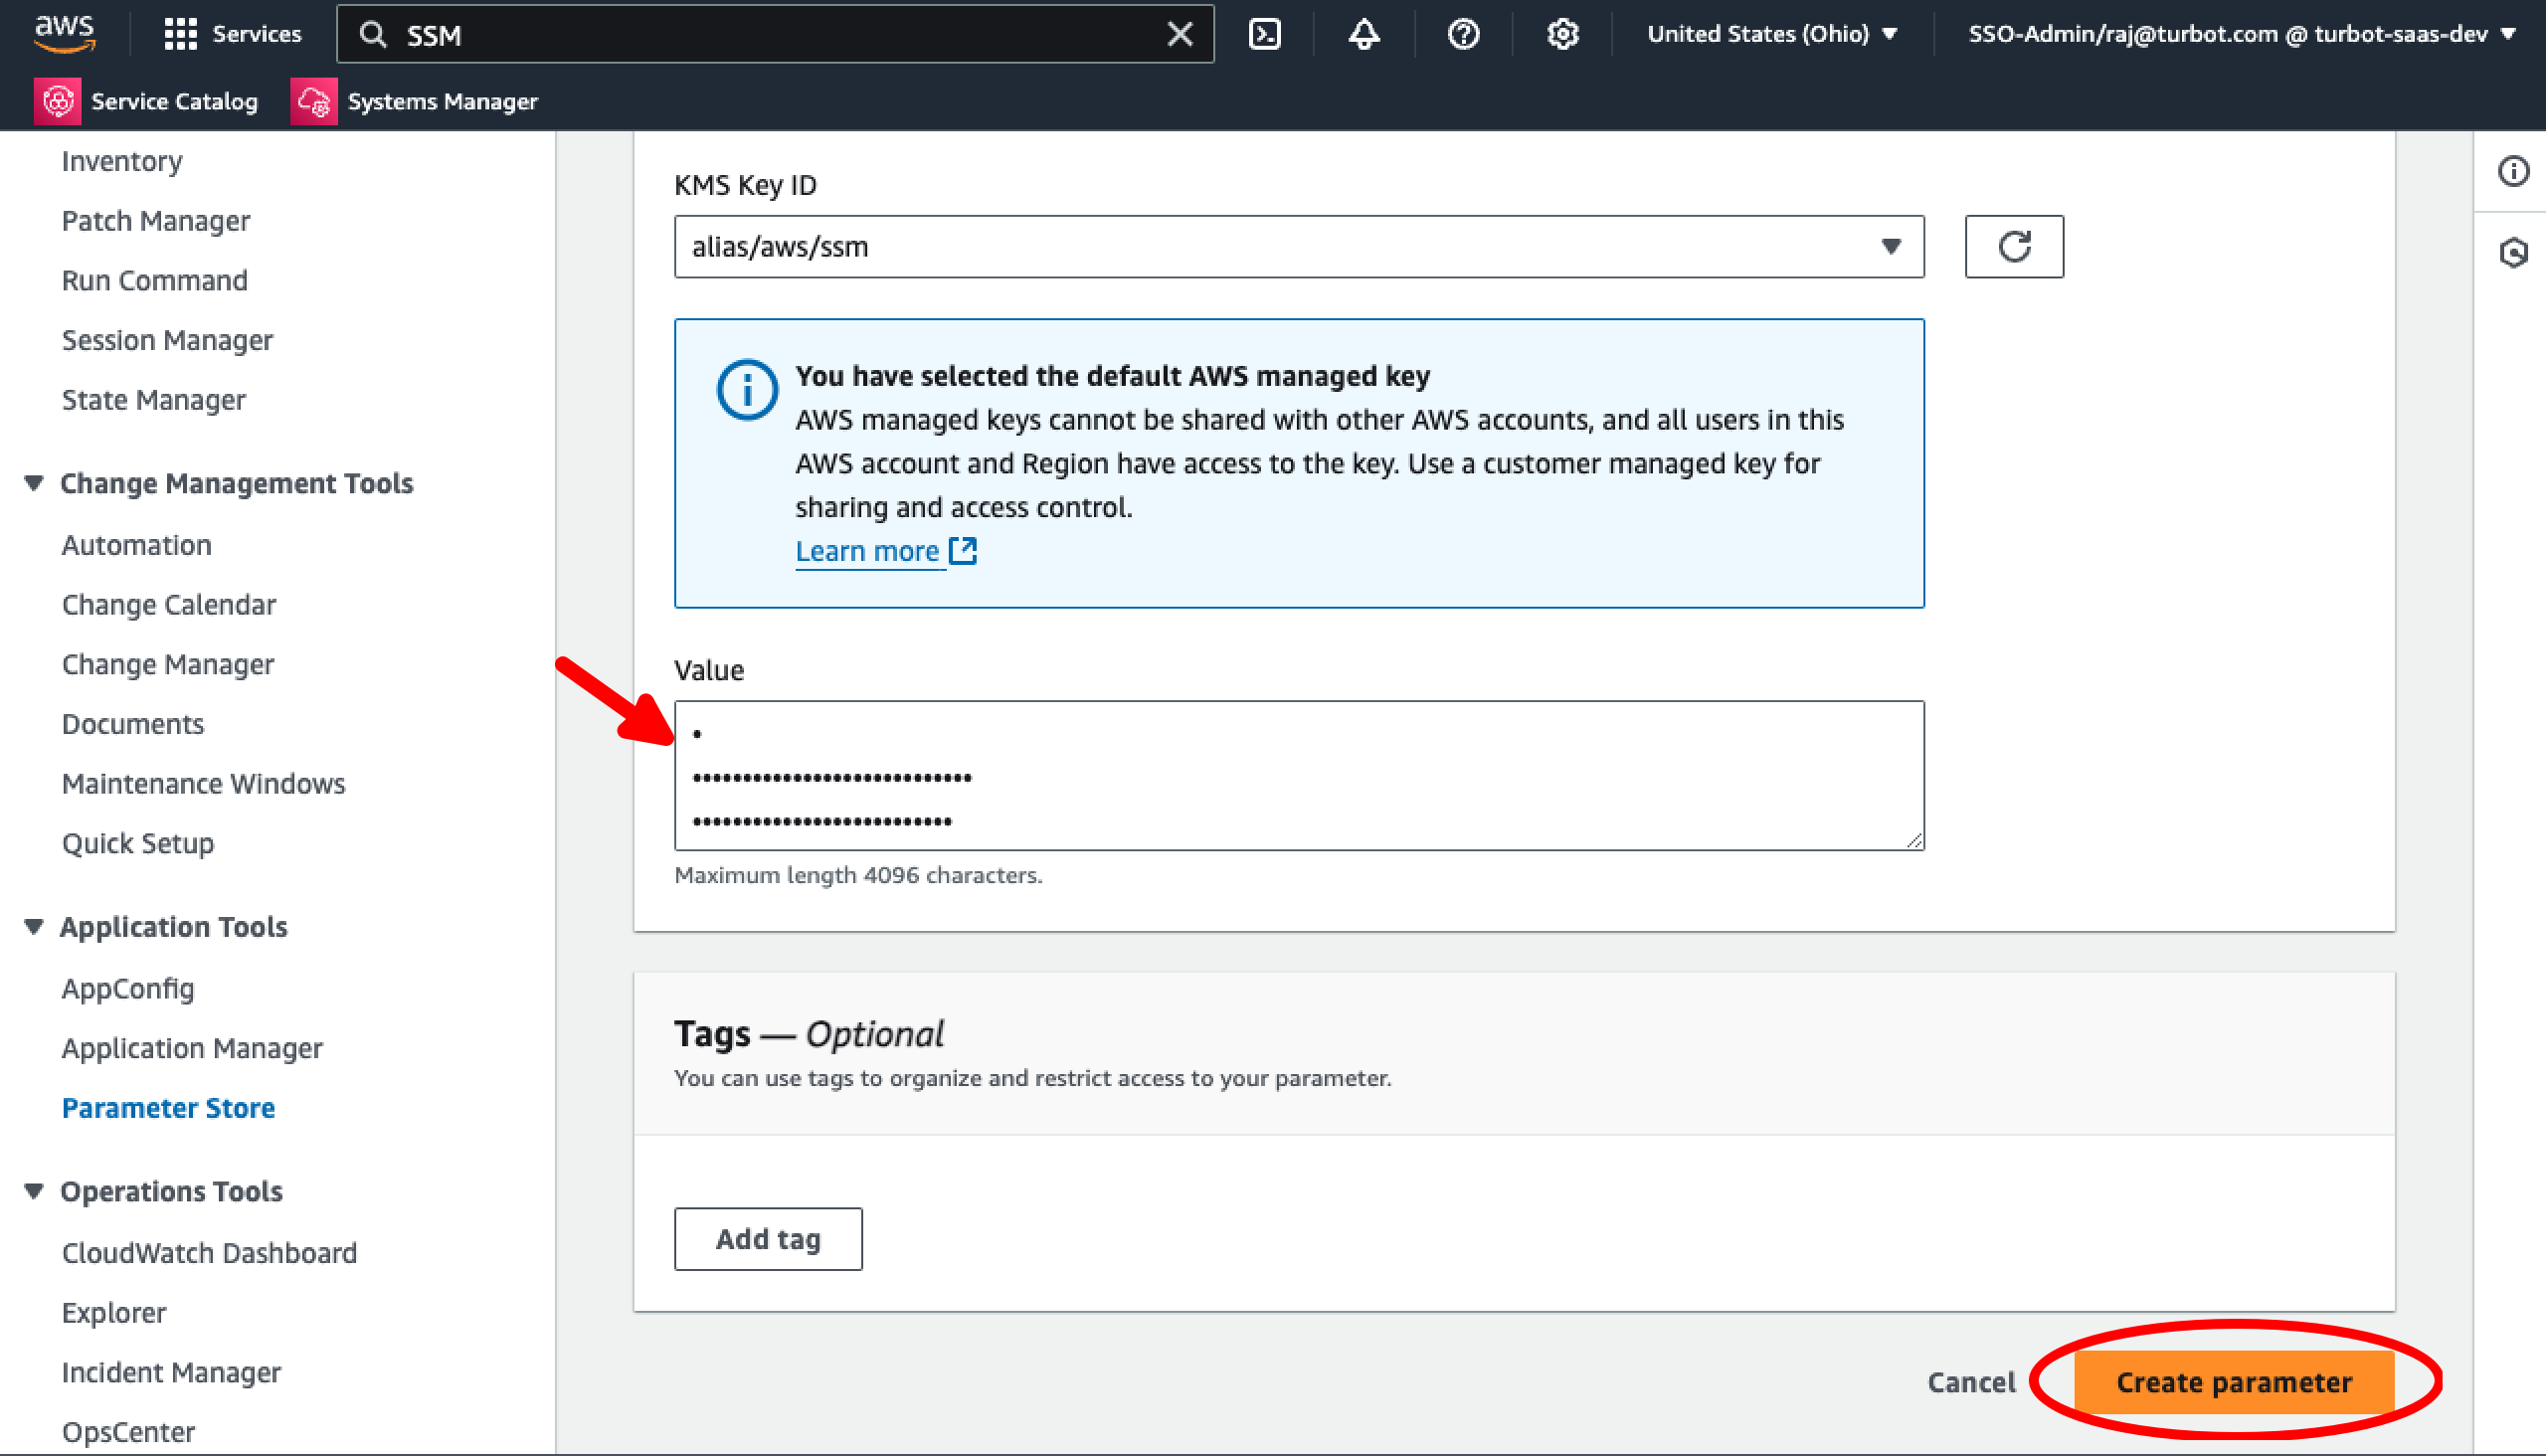 aws
Services
SSM
United States (Ohio)
SSO-Admin/raj@turbot.com @ turbot-saas-dev
Service Catalog
Systems Manager
Inventory
Patch Manager
Run Command
Session Manager
State Manager
Change Management Tools
Automation
Change Calendar
Change Manager
Documents
Maintenance Windows
Quick Setup
Application Tools
AppConfig
Application Manager
Parameter Store
Operations Tools
CloudWatch Dashboard
Explorer
Incident Manager
OpsCenter
KMS Key ID
alias/aws/ssm
You have selected the default AWS managed key
AWS managed keys cannot be shared with other AWS accounts, and all users in this
AWS account and Region have access to the key. Use a customer managed key for
sharing and access control.
Learn more
Value
•
••••••••••••••••••••••••••••
••••••••••••••••••••••••••
Maximum length 4096 characters.
Tags — Optional
You can use tags to organize and restrict access to your parameter.
Add tag
Cancel
Create parameter